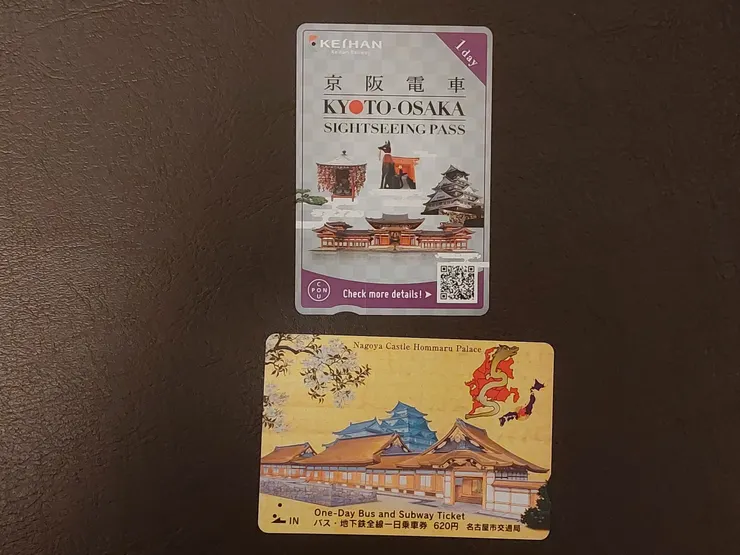 KEIHAN
Keihan Railway
1day
京阪電車
KYOTO-OSAKA
SIGHTSEEING PASS
COUPON
Check more details!
Nagoya Castle Hommaru Palace
IN
One-Day Bus and Subway Ticket
バス・地下鉄全線一日乗車券 620円 名古屋市交通局